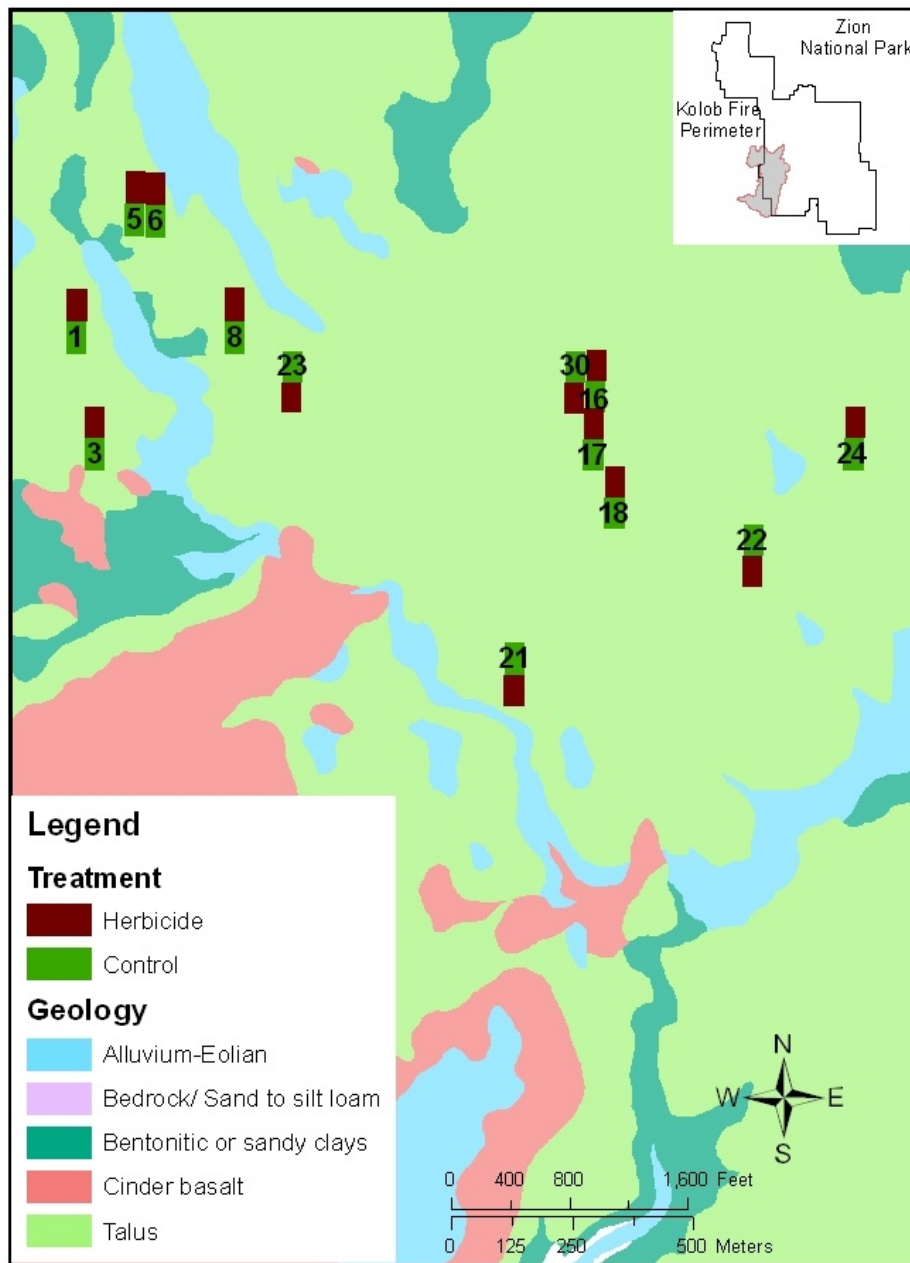 Zion
National Park
Kolob Fire
Perimeter
5 6
1
8
23
30
16
3
17
24
18
22
21
Legend
Treatment
Herbicide
Control
Geology
Alluvium-Eolian
Bedrock/ Sand to silt loam
Bentonitic or sandy clays
Cinder basalt
Talus
N
W E
S
0 400 800 1,600 Feet
0 125 250 500 Meters